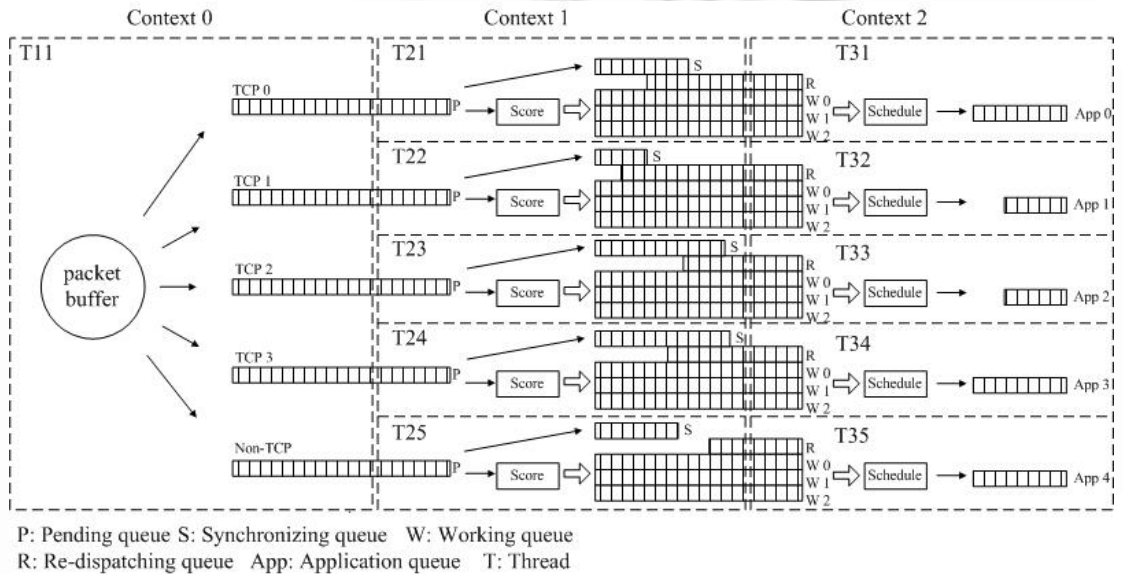 Context 0 Context 1 Context 2
T11 T21 T31
S
TCP 0 R
P Score W 0 Schedule App 0
W 1
W 2
T22 T32
S
TCP 1 R
P Score W 0 Schedule App 1
W 1
W 2
T23 T33
S
packet
buffer
TCP 2 R
P Score W 0 Schedule App 2
W 1
W 2
T24 T34
S
TCP 3 R
P Score W 0 Schedule App 3
W 1
W 2
T25 T35
S
Non-TCP R
P Score W 0 Schedule App 4
W 1
W 2
P: Pending queue S: Synchronizing queue W: Working queue
R: Re-dispatching queue App: Application queue T: Thread